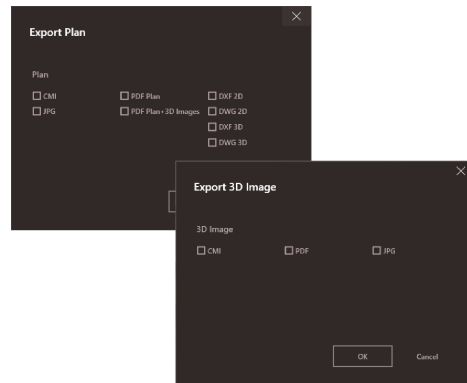 Export Plan
Plan
CMI PDF Plan DXF 2D
JPG PDF Plan+3D Images DWG 2D
DXF 3D
DWG 3D
Export 3D Image
3D Image
CMI PDF JPG
OK Cancel